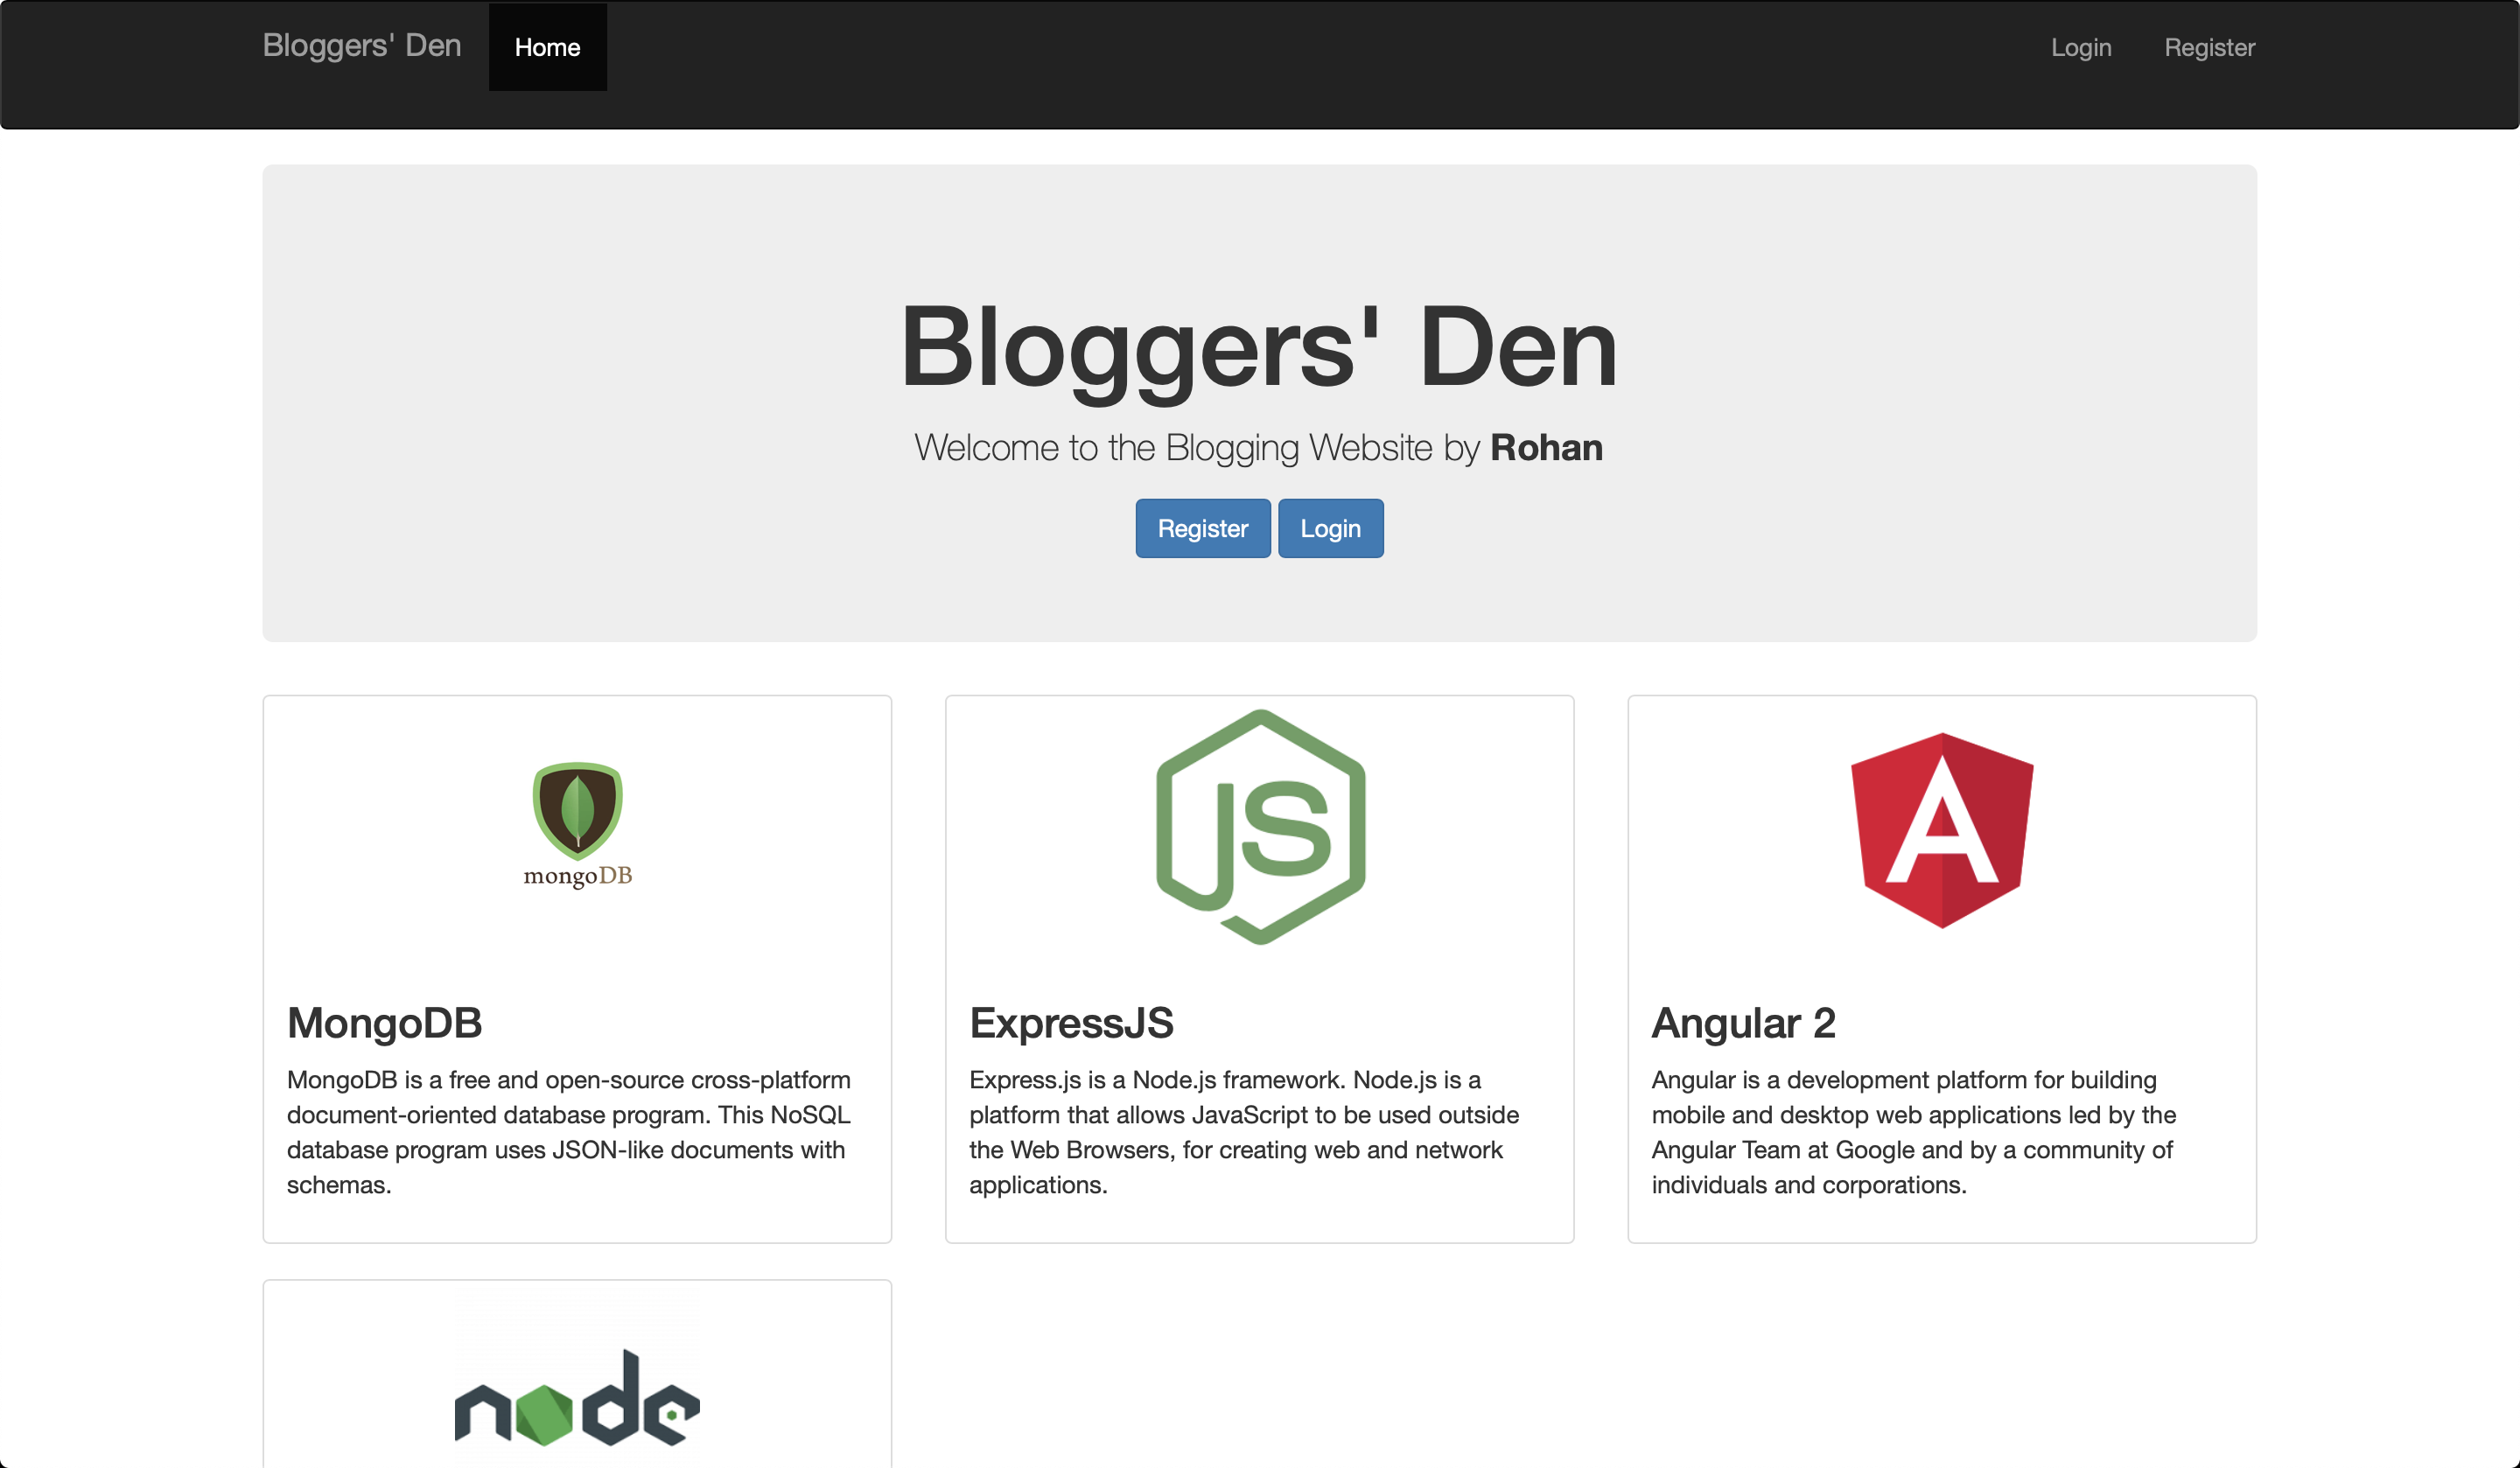 Bloggers' Den Home Login Register
Bloggers' Den
Welcome to the Blogging Website by Rohan
Register Login
mongoDB
JS
A
MongoDB
MongoDB is a free and open-source cross-platform
document-oriented database program. This NoSQL
database program uses JSON-like documents with
schemas.
ExpressJS
Express.js is a Node.js framework. Node.js is a
platform that allows JavaScript to be used outside
the Web Browsers, for creating web and network
applications.
Angular 2
Angular is a development platform for building
mobile and desktop web applications led by the
Angular Team at Google and by a community of
individuals and corporations.
node